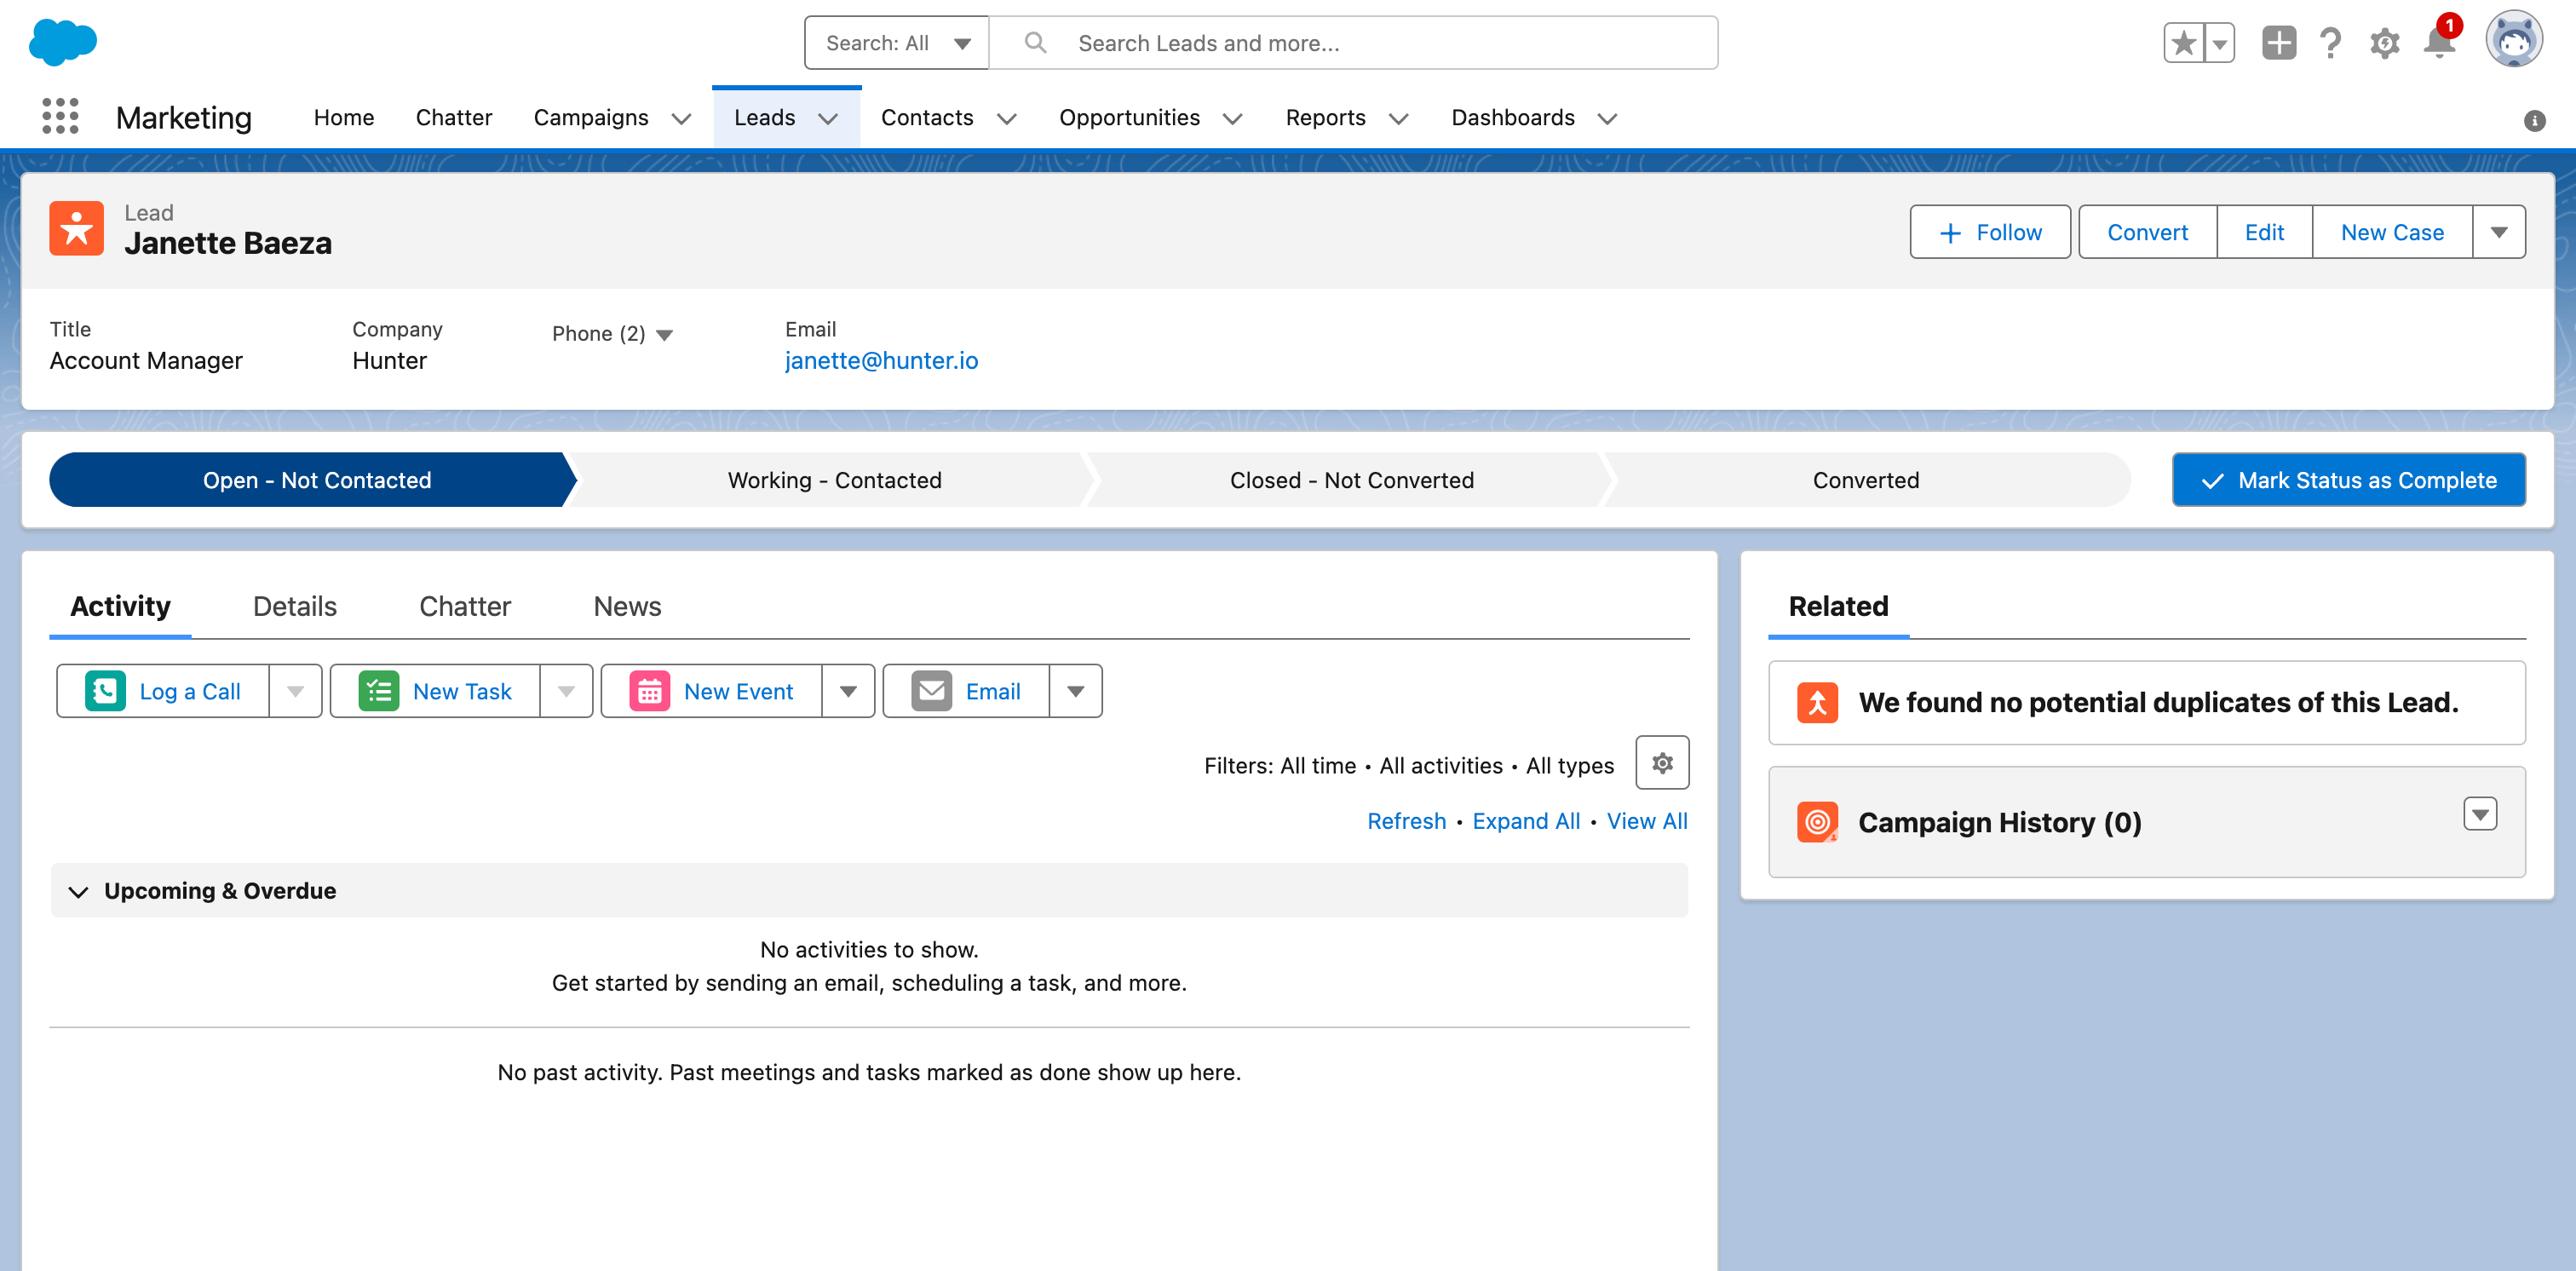 Search: All
Search Leads and more...
1
Marketing
Home
Chatter
Campaigns
Leads
Contacts
Opportunities
Reports
Dashboards
Lead
Janette Baeza
Follow
Convert
Edit
New Case
Title
Account Manager
Company
Hunter
Phone (2)
Email
janette@hunter.io
Open - Not Contacted
Working - Contacted
Closed - Not Converted
Converted
Mark Status as Complete
Activity
Details
Chatter
News
Related
Log a Call
New Task
New Event
Email
We found no potential duplicates of this Lead.
Filters: All time • All activities • All types
Refresh • Expand All • View All
Campaign History (0)
Upcoming & Overdue
No activities to show.
Get started by sending an email, scheduling a task, and more.
No past activity. Past meetings and tasks marked as done show up here.